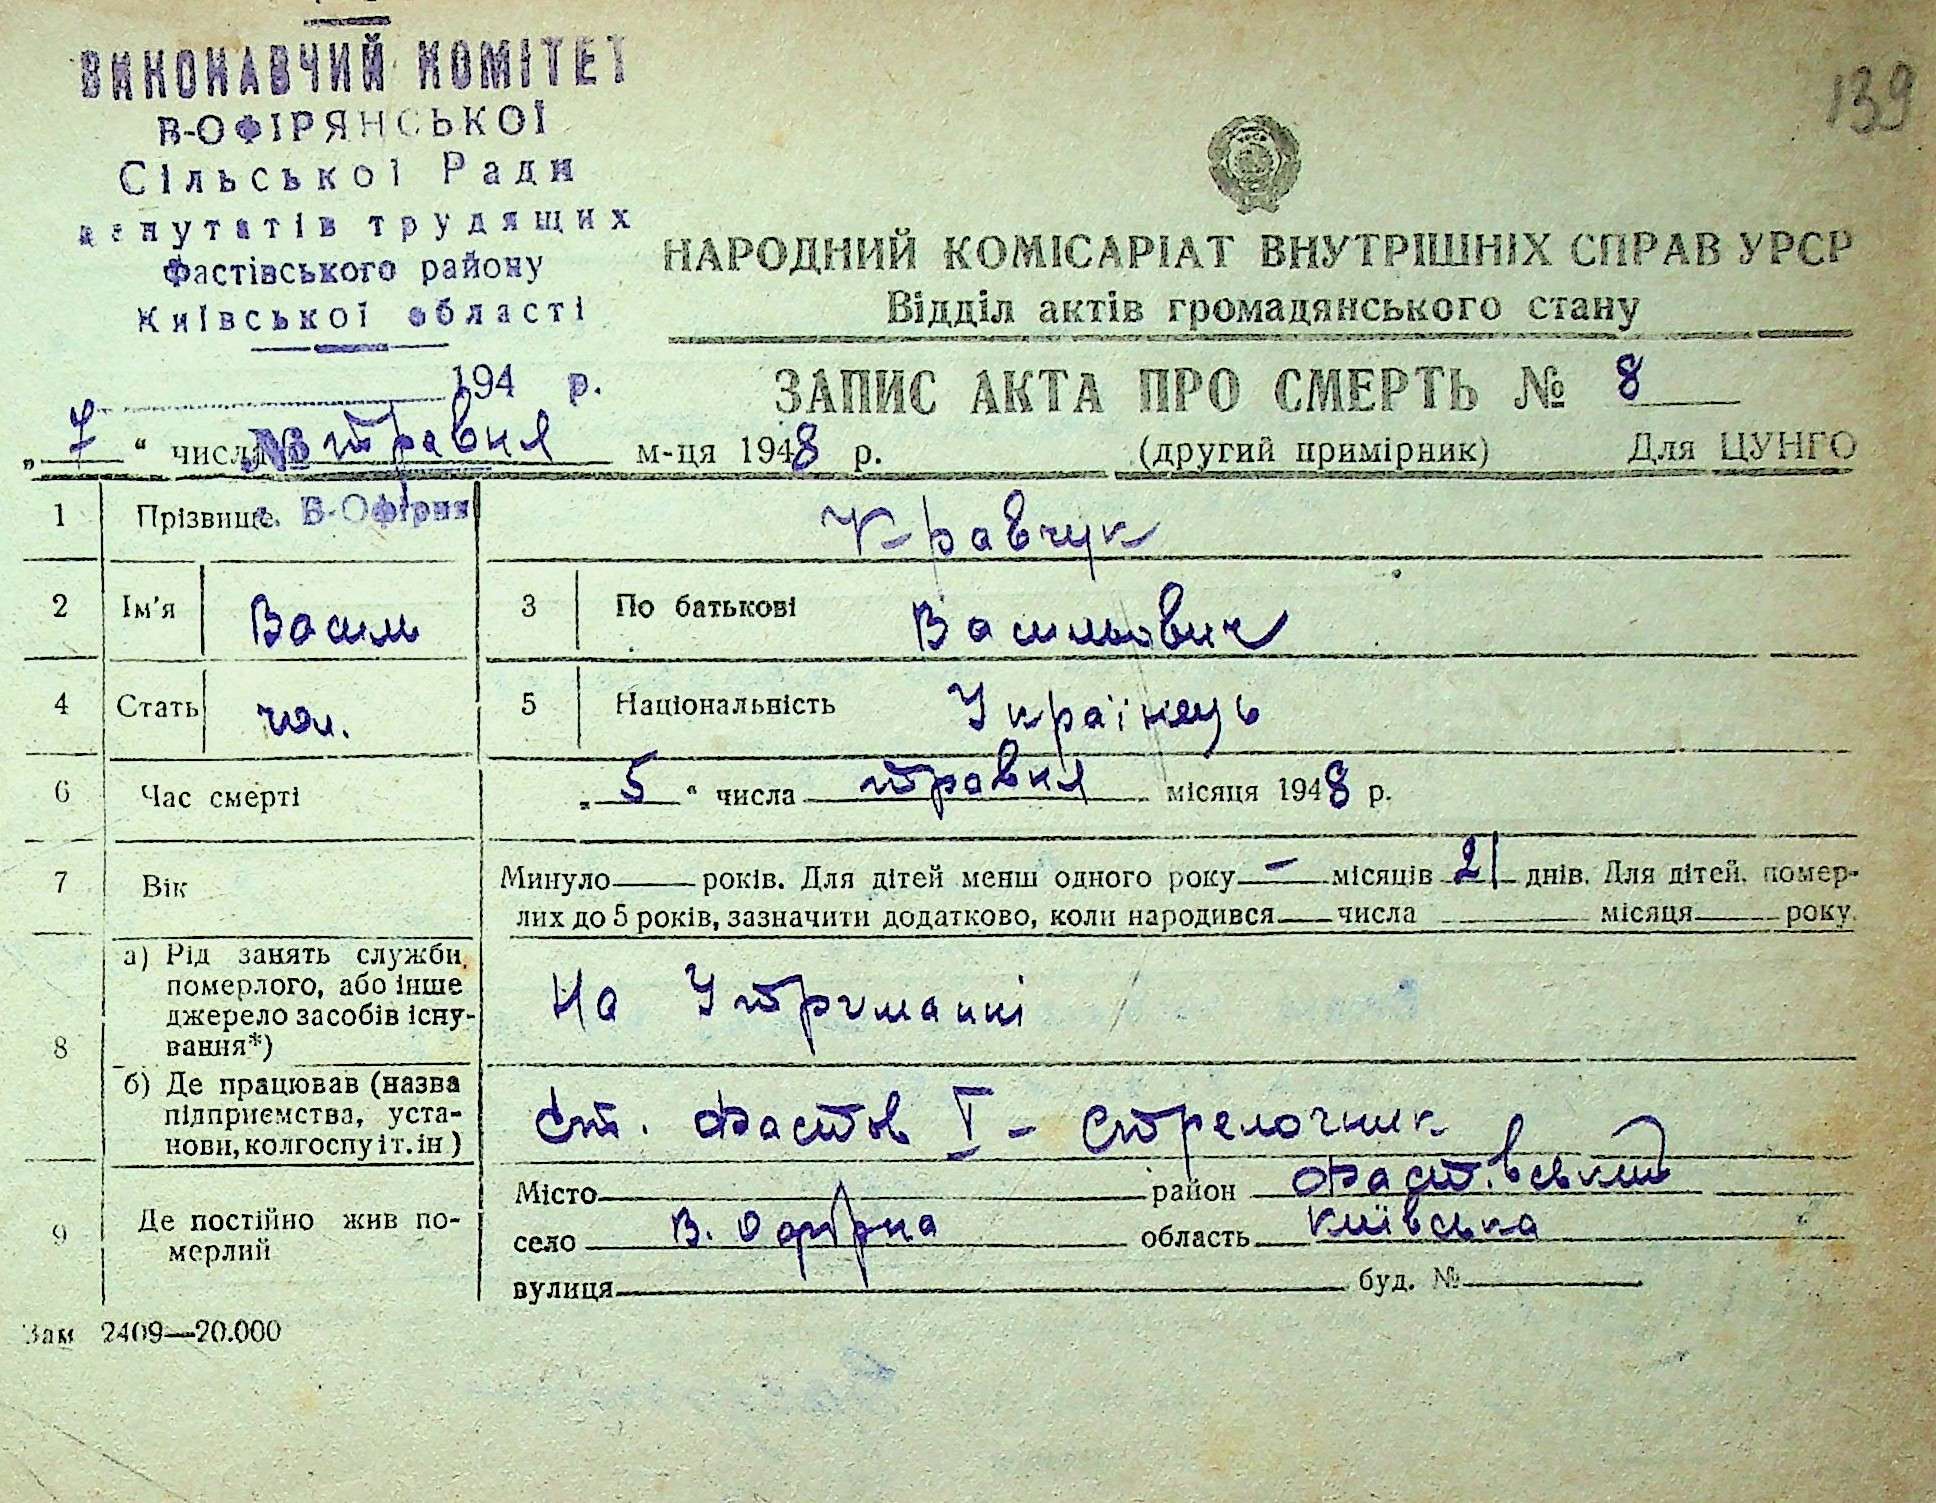 ВИКОНАВЧИЙ КОМІТЕТ
В-ОФІРЯНСЬКОЇ
Сільської Ради
депутатів трудящих
Фастівського району
Київської області
139
НАРОДНИЙ КОМІСАРІАТ ВНУТРІШНІХ СПРАВ УРСР
Відділ актів громадянського стану
194 р.
ЗАПИС АКТА ПРО СМЕРТЬ № 8
„ 7 “ числа № травня м-ця 1948 р. (другий примірник) Для ЦУНГО
1 Прізвище В-Офірня Кравчук
2 Ім'я Василь 3 По батькові Васильович
4 Стать чол. 5 Національність Українець
6 Час смерті „ 5 “ числа травня місяця 1948 р.
7 Вік Минуло — років. Для дітей менш одного року — місяців 21 днів. Для дітей, помер-
лих до 5 років, зазначити додатково, коли народився — числа місяця року.
8 а) Рід занять служби
померлого, або інше
джерело засобів існу-
вання*)
На Утриманні
б) Де працював (назва
підприємства, уста-
нови, колгоспу і т. ін)
Ст. Фастов I - Стрелочник
9 Де постійно жив по-
мерлий
Місто район Фастівський
село В. Офірна область Київська
вулиця буд. №
Зам 2409—20.000